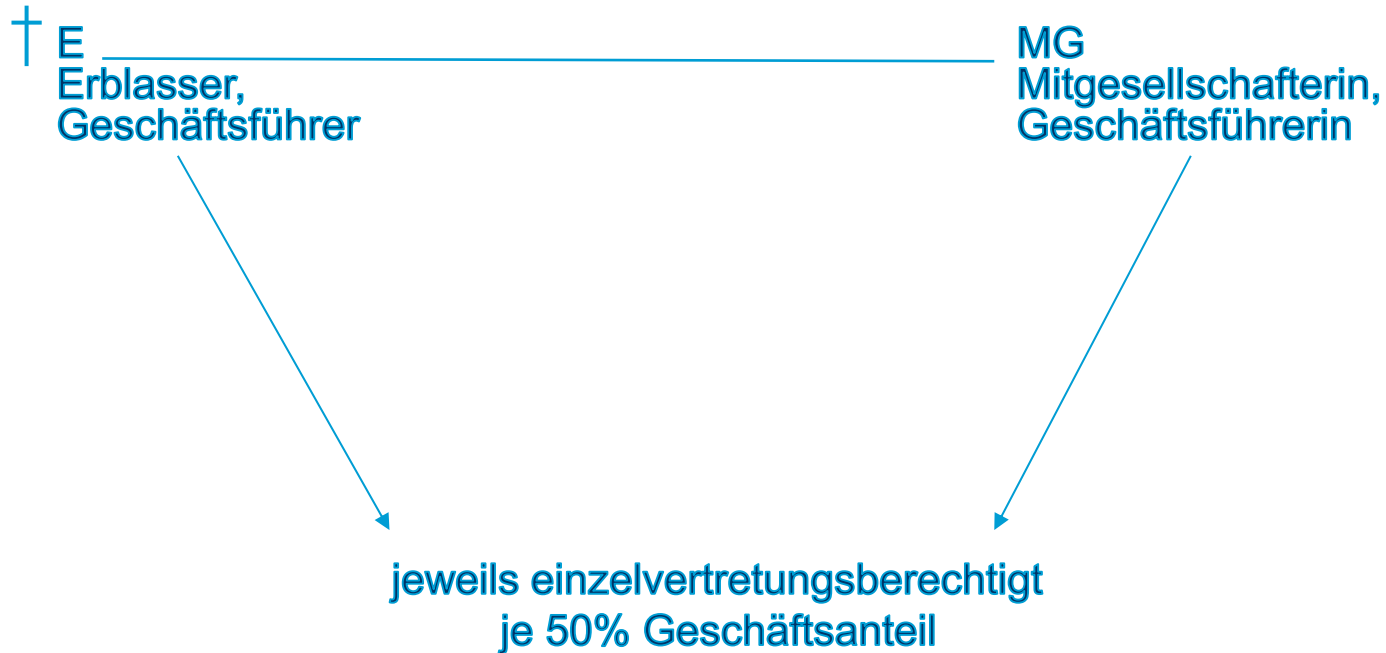 † E
Erblasser,
Geschäftsführer
MG
Mitgesellschafterin,
Geschäftsführerin
jeweils einzelvertretungsberechtigt
je 50% Geschäftsanteil